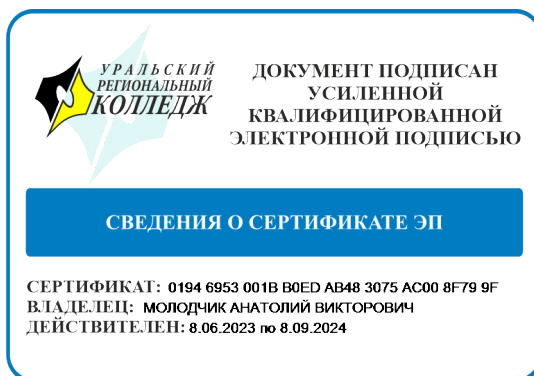 УРАЛЬСКИЙ
РЕГИОНАЛЬНЫЙ
КОЛЛЕДЖ
ДОКУМЕНТ ПОДПИСАН
УСИЛЕННОЙ
КВАЛИФИЦИРОВАННОЙ
ЭЛЕКТРОННОЙ ПОДПИСЬЮ
СВЕДЕНИЯ О СЕРТИФИКАТЕ ЭП
СЕРТИФИКАТ: 0194 6953 001B B0ED AB48 3075 AC00 8F79 9F
ВЛАДЕЛЕЦ: МОЛОДЧИК АНАТОЛИЙ ВИКТОРОВИЧ
ДЕЙСТВИТЕЛЕН: 8.06.2023 по 8.09.2024